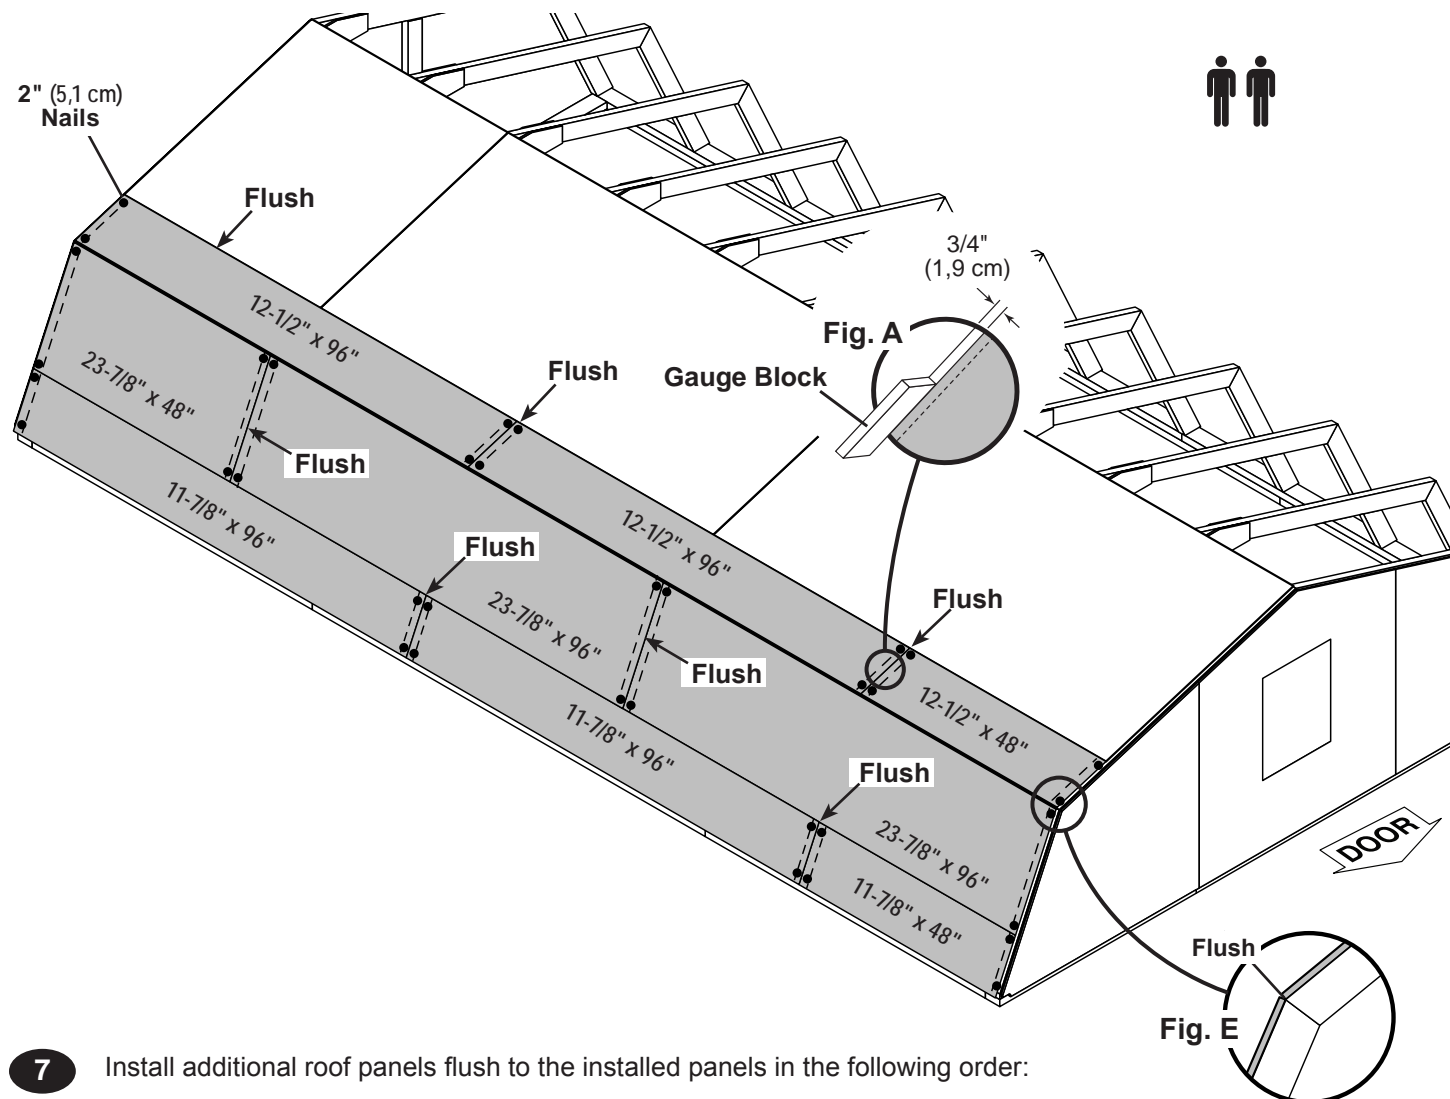 2" (5,1 cm)
Nails
Flush
3/4"
(1,9 cm)
Fig. A
Gauge Block
12-1/2" x 96"
Flush
23-7/8" x 48"
Flush
11-7/8" x 96"
12-1/2" x 96"
Flush
23-7/8" x 96"
Flush
Flush
12-1/2" x 48"
11-7/8" x 96"
Flush
23-7/8" x 96"
11-7/8" x 48"
DOOR
Flush
Fig. E
7 Install additional roof panels flush to the installed panels in the following order: